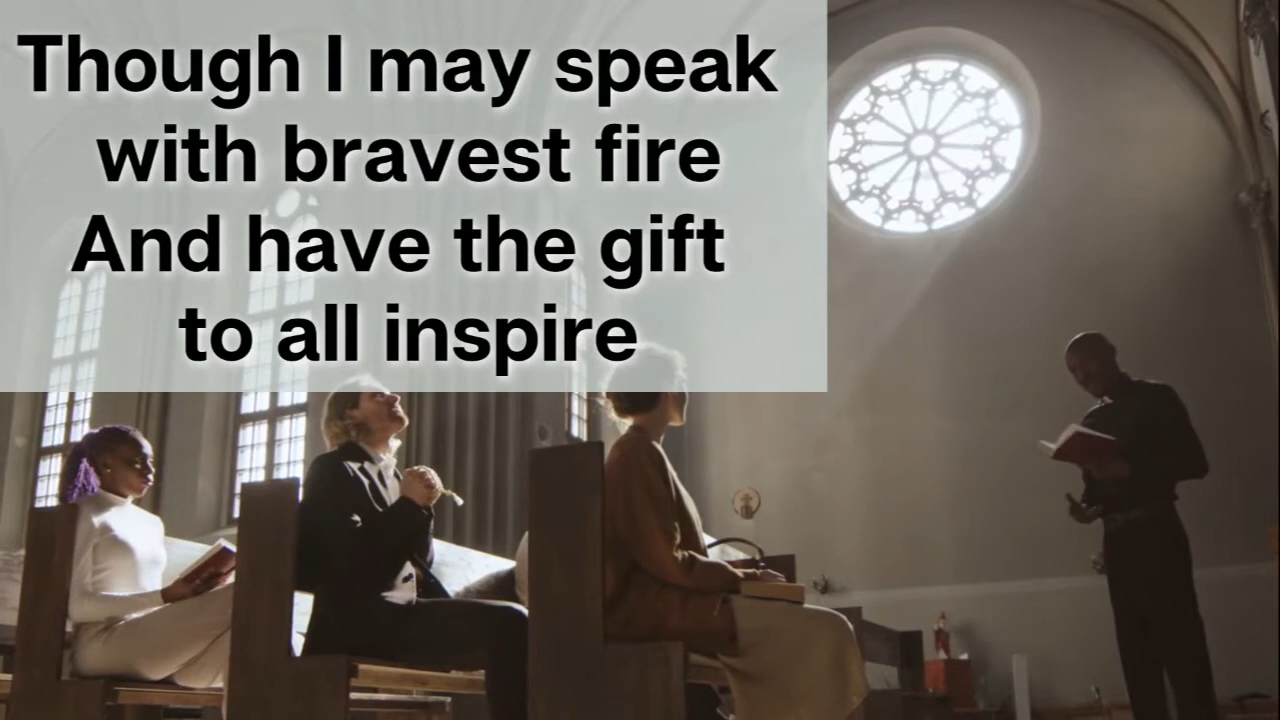 Though I may speak
with bravest fire
And have the gift
to all inspire